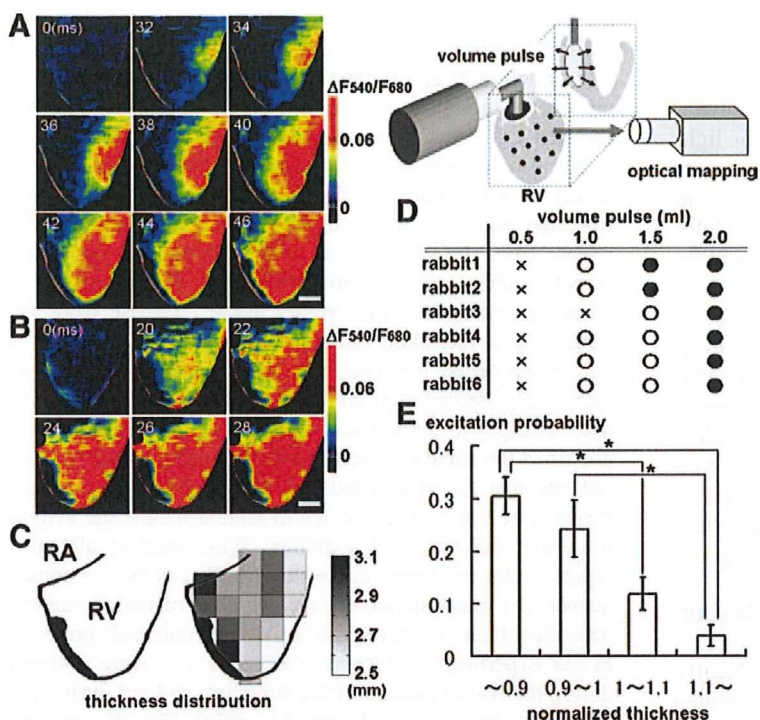 A
0(ms) 32 34
36 38 40
42 44 46
ΔF540/F680
0.06
0
volume pulse
RV
optical mapping
B
0(ms) 20 22
24 26 28
ΔF540/F680
0.06
0
C
RA
RV
3.1
2.9
2.7
2.5
(mm)
thickness distribution
D
volume pulse (ml)
0.5 1.0 1.5 2.0
rabbit1 × ○ ● ●
rabbit2 × ○ ● ●
rabbit3 × × ○ ●
rabbit4 × ○ ○ ●
rabbit5 × ○ ○ ●
rabbit6 × ○ ○ ●
E
excitation probability
0.4
0.3
0.2
0.1
0
*
*
*
~0.9 0.9~1 1~1.1 1.1~
normalized thickness